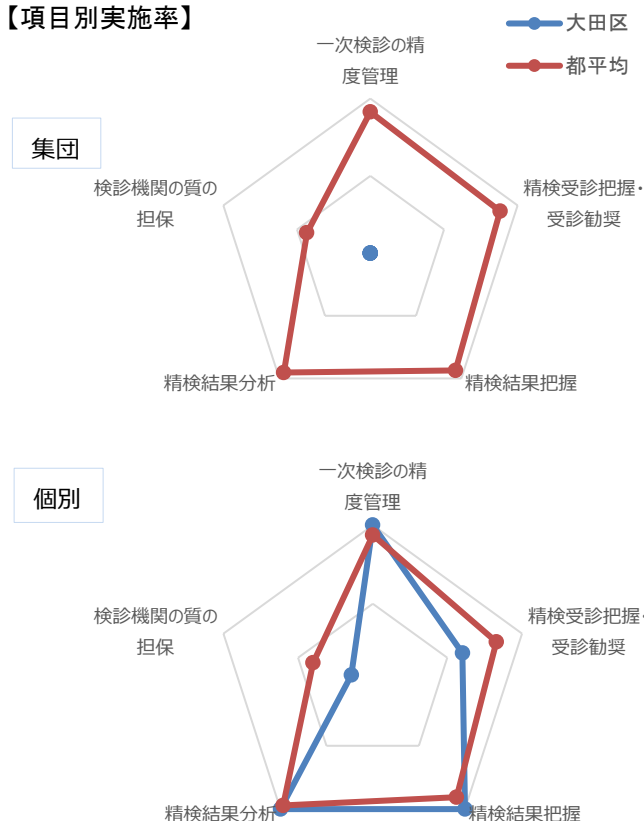 【項目別実施率】
大田区
都平均
集団
一次検診の精
度管理
精検受診把握・
受診勧奨
精検結果把握
精検結果分析
検診機関の質の
担保
個別
一次検診の精
度管理
精検受診把握・
受診勧奨
精検結果把握
精検結果分析
検診機関の質の
担保